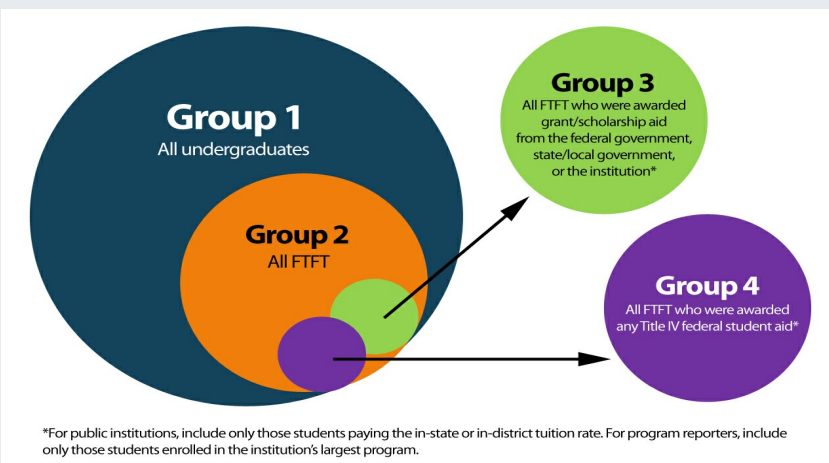 Group 1
All undergraduates
Group 2
All FTFT
Group 3
All FTFT who were awarded
grant/scholarship aid
from the federal government,
state/local government,
or the institution*
Group 4
All FTFT who were awarded
any Title IV federal student aid*
*For public institutions, include only those students paying the in-state or in-district tuition rate. For program reporters, include
only those students enrolled in the institution's largest program.